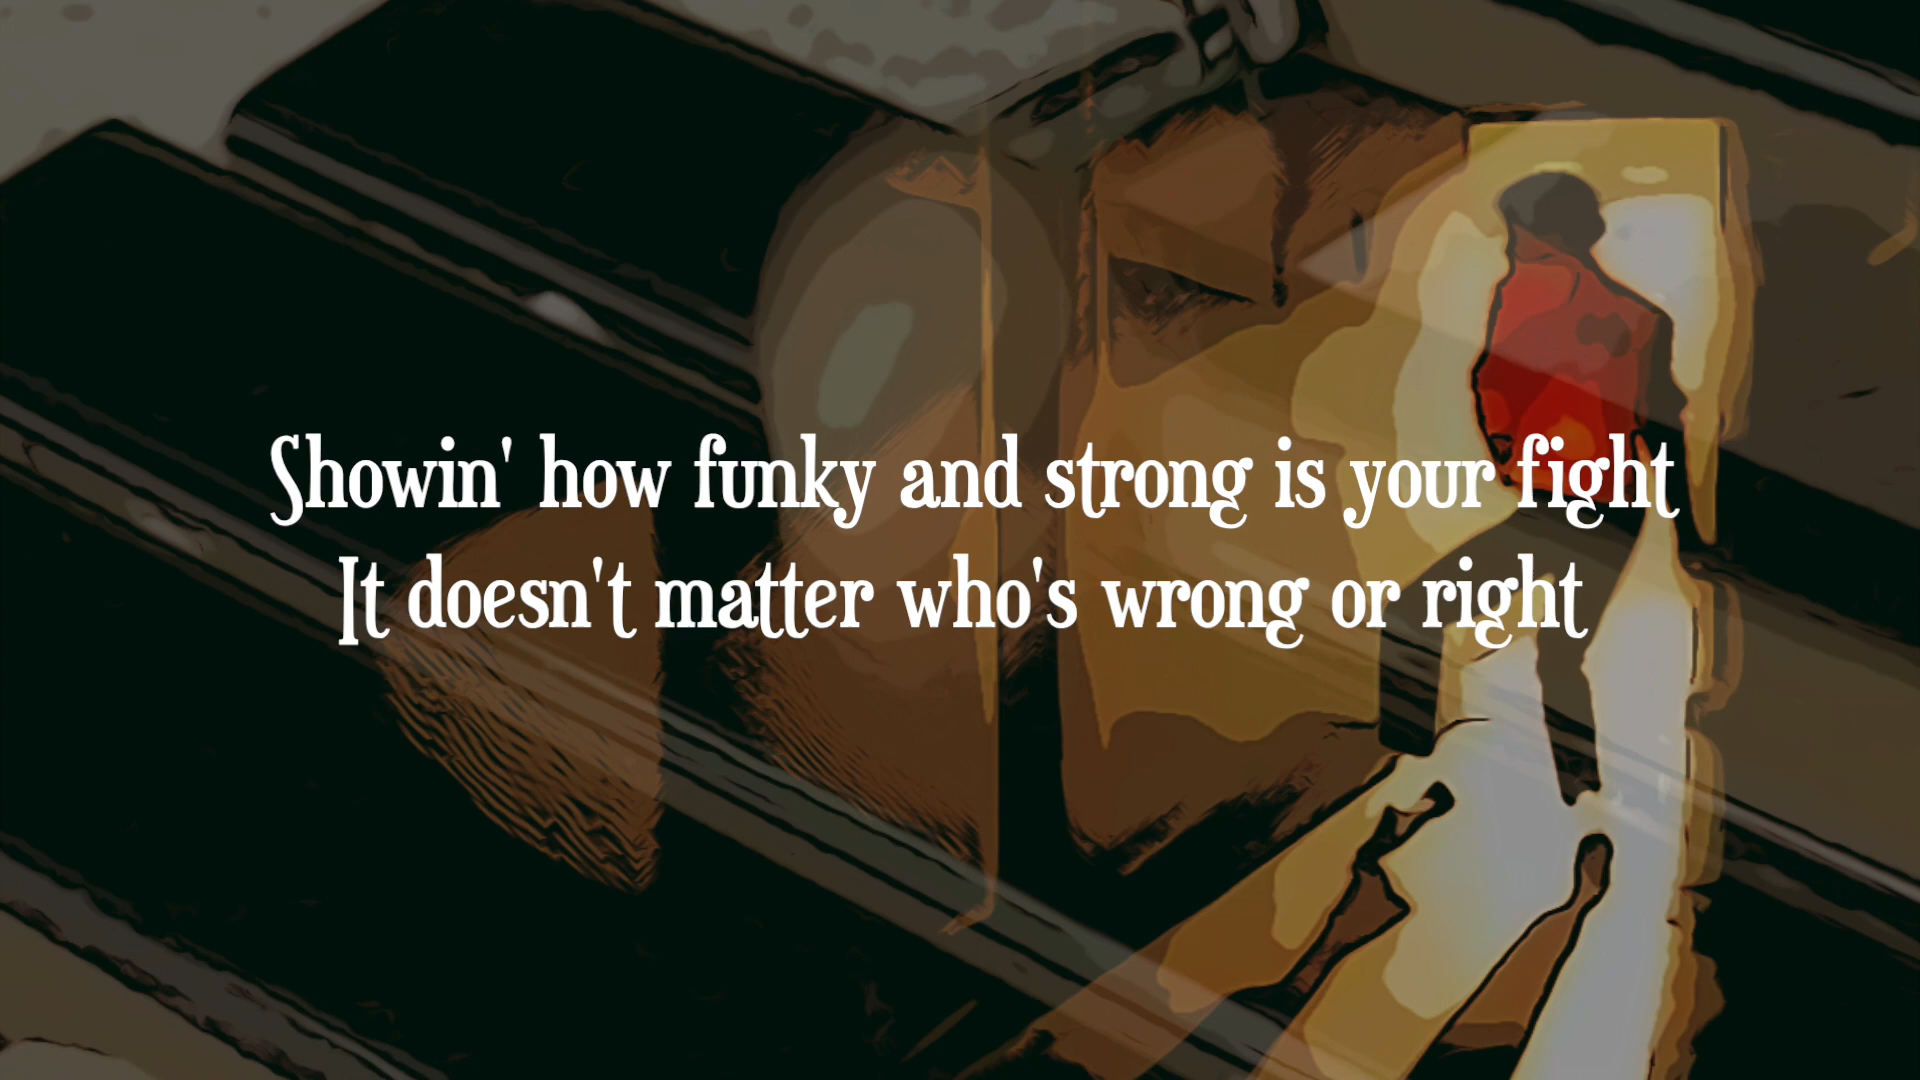 Showin' how funky and strong is your fight
It doesn't matter who's wrong or right